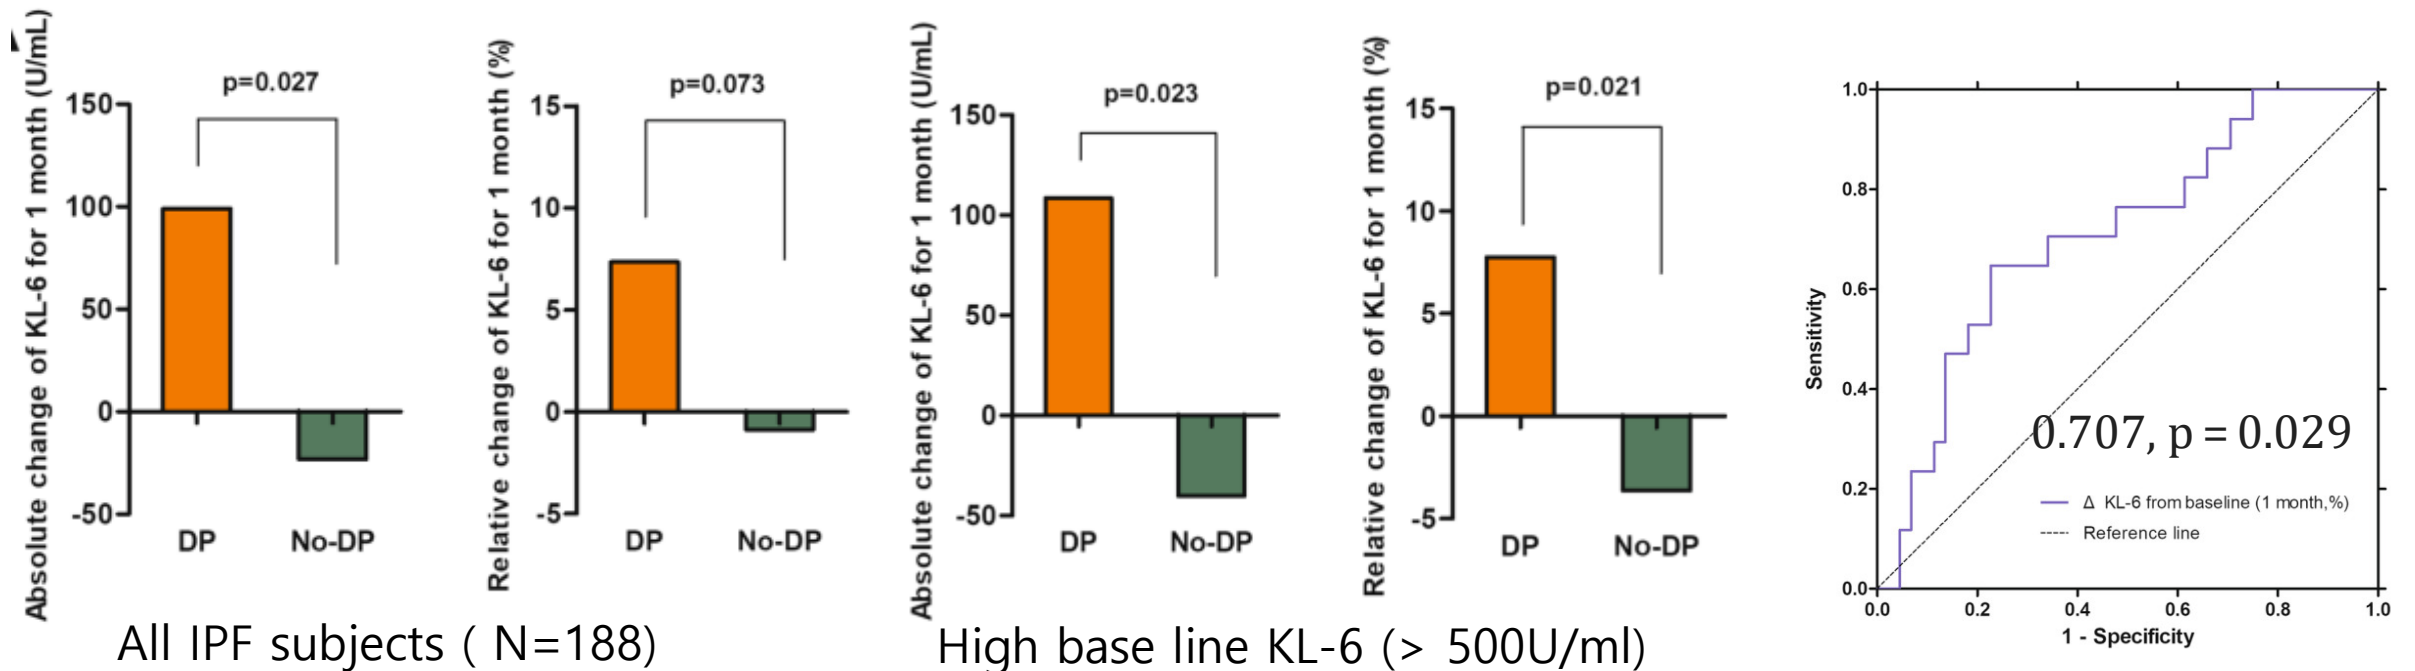 Absolute change of KL-6 for 1 month (U/mL)
p=0.027
150
100
50
0
-50
DP No-DP
Relative change of KL-6 for 1 month (%)
p=0.073
15
10
5
0
-5
DP No-DP
All IPF subjects ( N=188)
Absolute change of KL-6 for 1 month (U/mL)
p=0.023
150
100
50
0
-50
DP No-DP
Relative change of KL-6 for 1 month (%)
p=0.021
15
10
5
0
-5
DP No-DP
High base line KL-6 (> 500U/ml)
Sensitivity
1.0
0.8
0.6
0.4
0.2
0.0
0.707, p = 0.029
Δ KL-6 from baseline (1 month,%)
Reference line
0.0 0.2 0.4 0.6 0.8 1.0
1 - Specificity